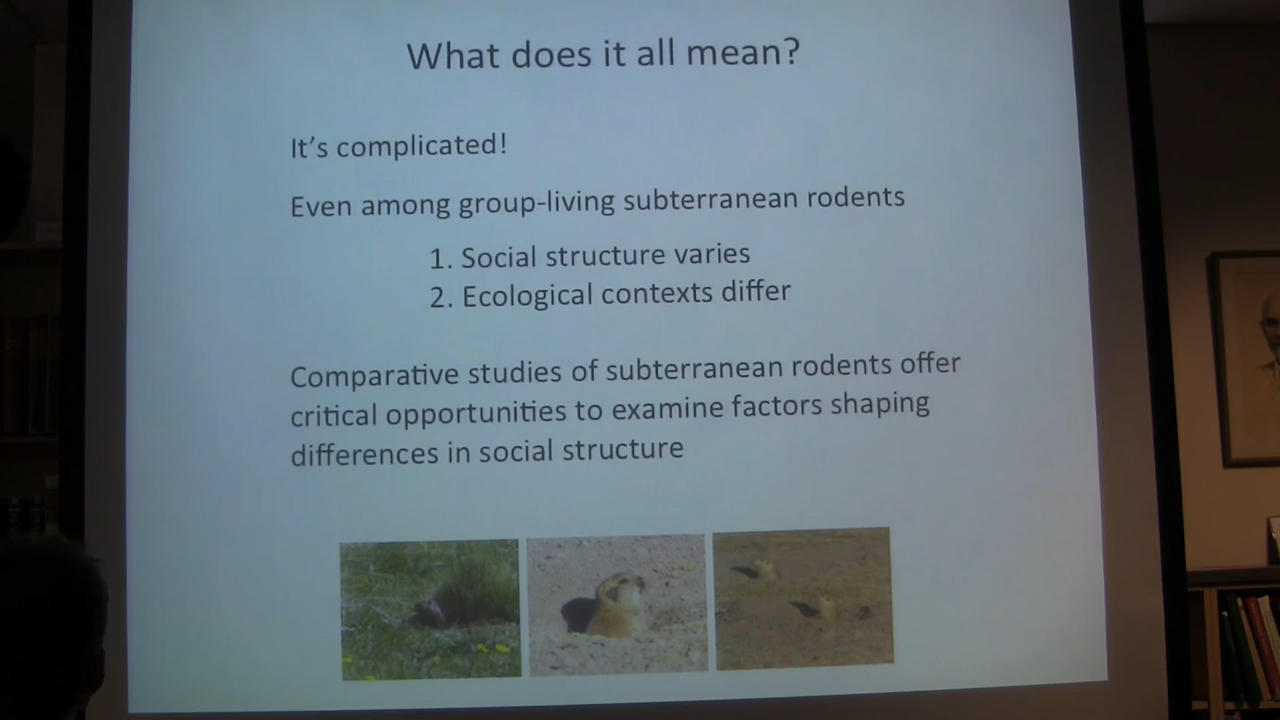 What does it all mean?
It's complicated!
Even among group-living subterranean rodents
1. Social structure varies
2. Ecological contexts differ
Comparative studies of subterranean rodents offer
critical opportunities to examine factors shaping
differences in social structure